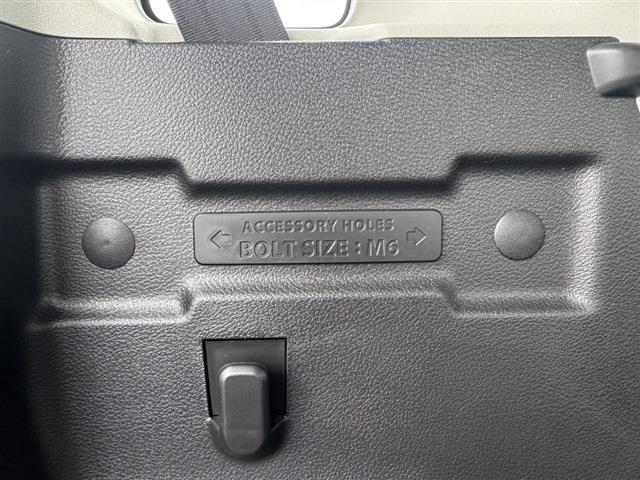 ACCESSORY HOLES
BOLT SIZE : M6